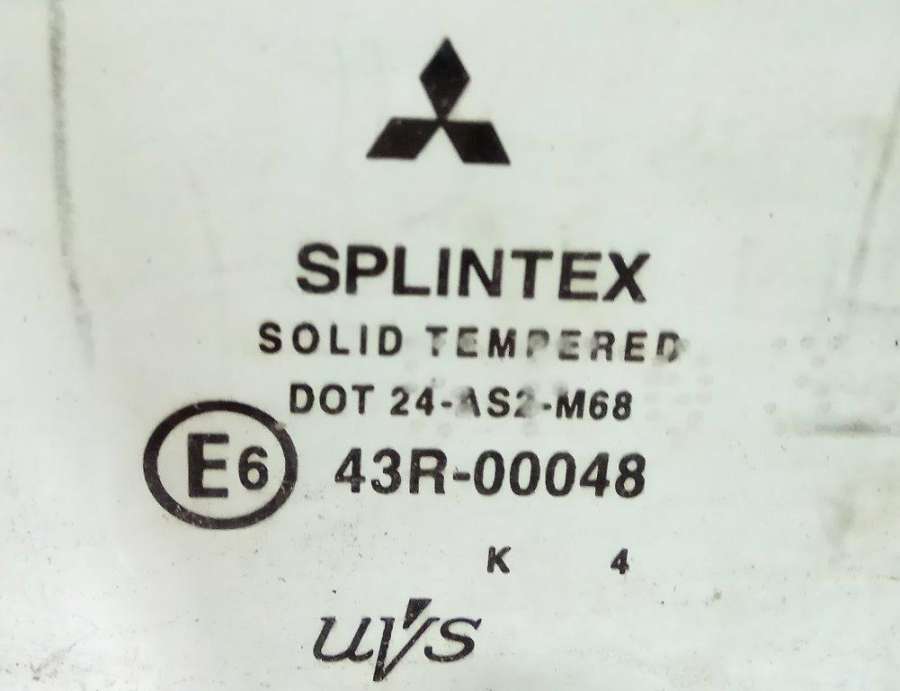 SPLINTEX
SOLID TEMPERED
DOT 24-AS2-M68
E6 43R-00048
K 4
uvs